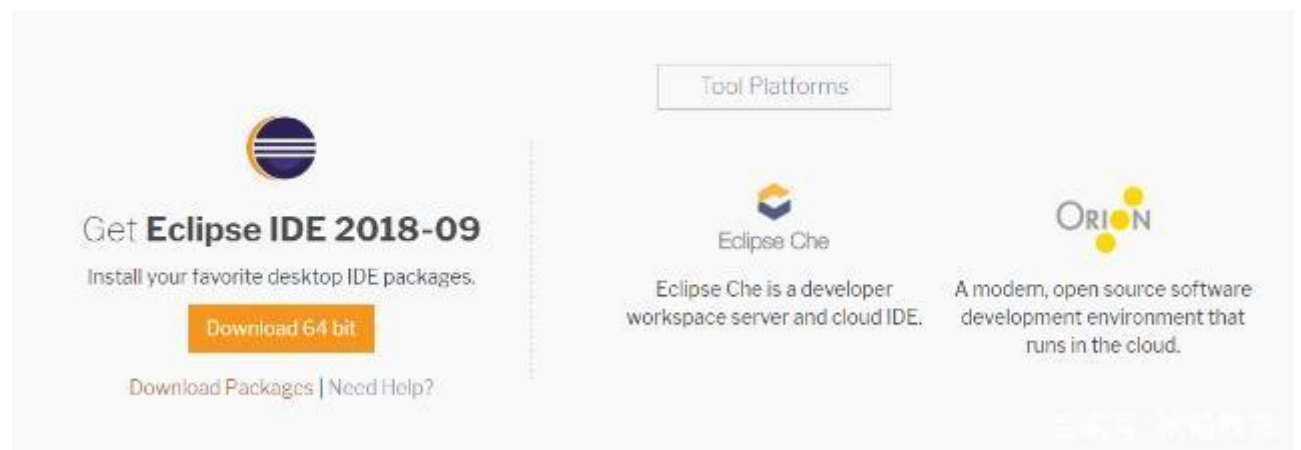 Tool Platforms
Get Eclipse IDE 2018-09
Install your favorite desktop IDE packages.
Download 64 bit
Download Packages | Need Help?
Eclipse Che
Eclipse Che is a developer
workspace server and cloud IDE.
ORION
A modern, open source software
development environment that
runs in the cloud.